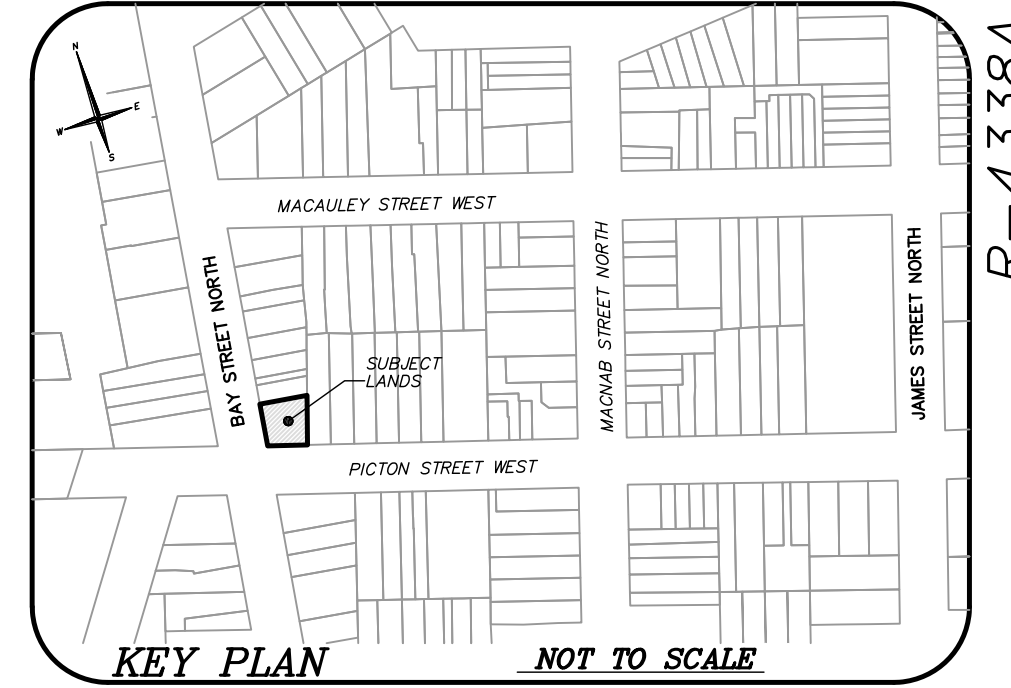 N
E
W
S
MACAULEY STREET WEST
BAY STREET NORTH
MACNAB STREET NORTH
JAMES STREET NORTH
SUBJECT
LANDS
PICTON STREET WEST
KEY PLAN
NOT TO SCALE